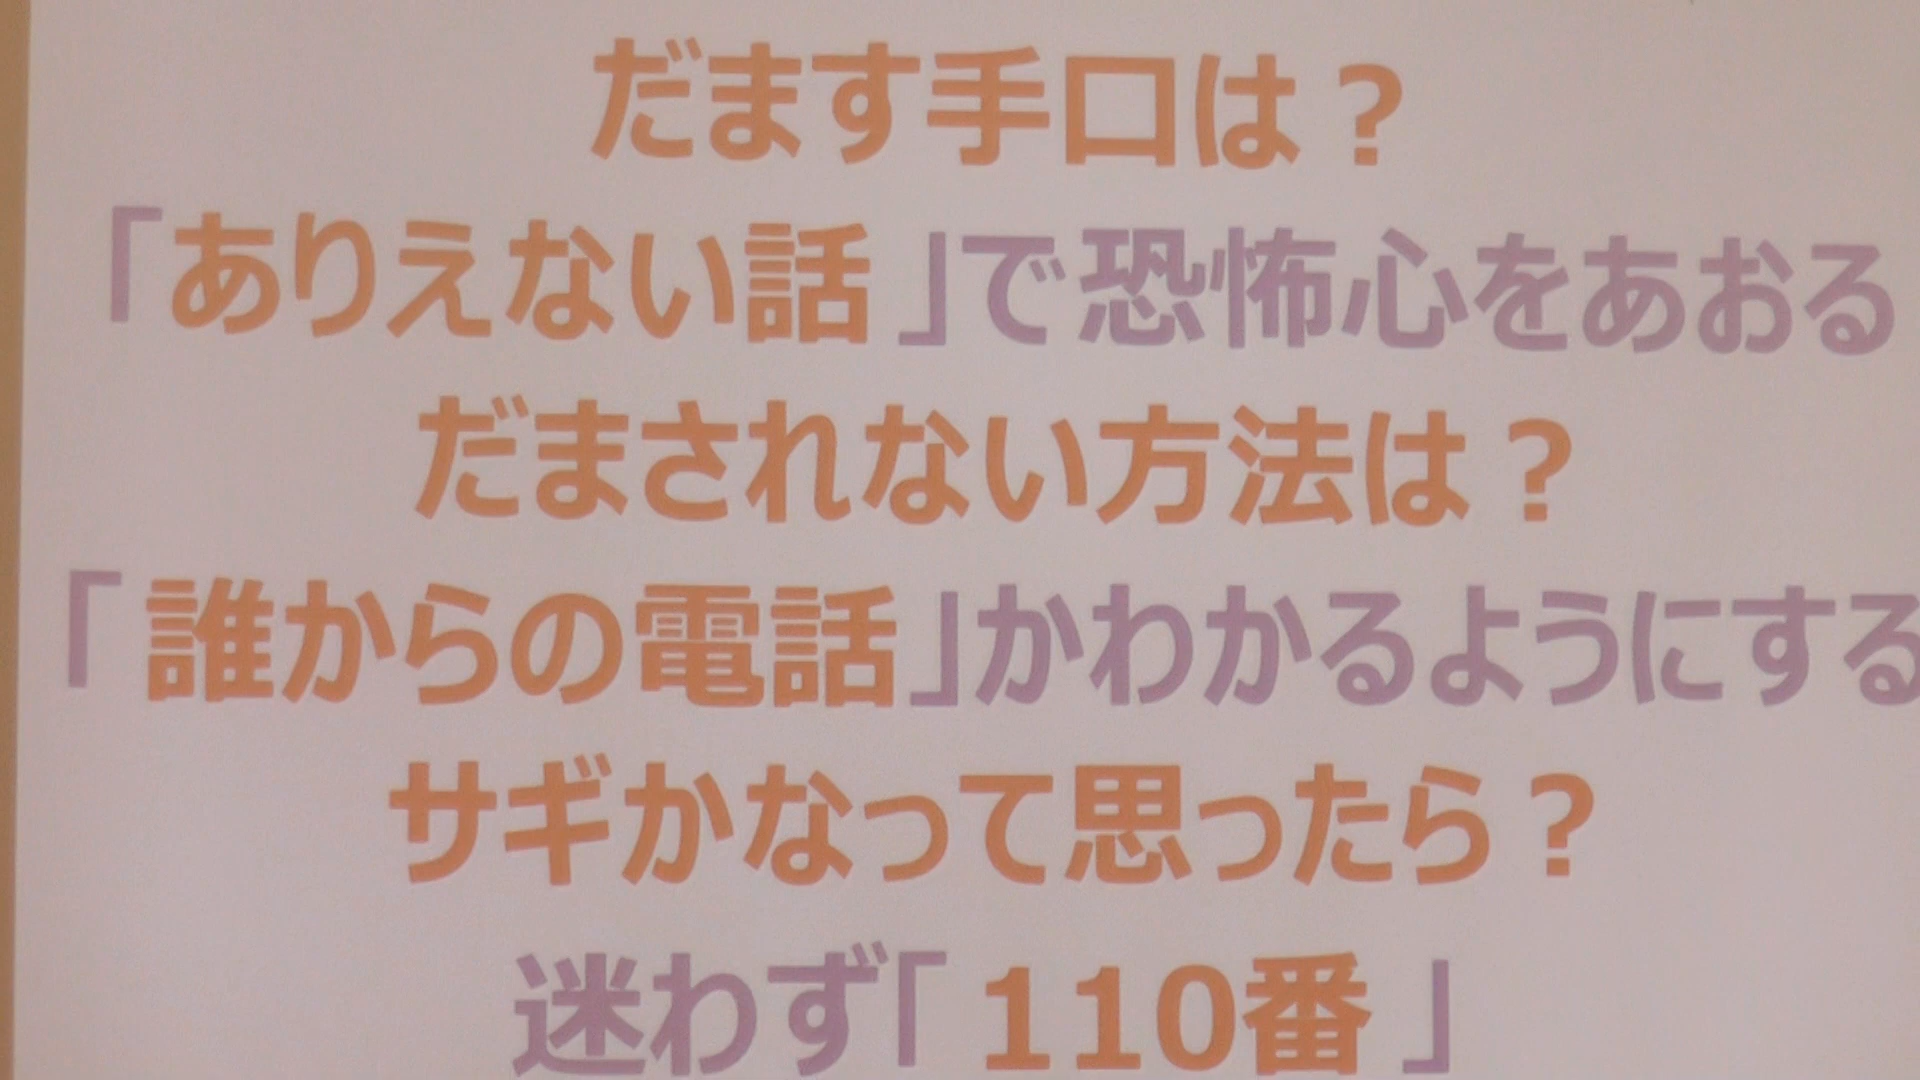 だます手口は？
「ありえない話」で恐怖心をあおる
だまされない方法は？
「誰からの電話」かわかるようにする
サギかなって思ったら？
迷わず「110番」